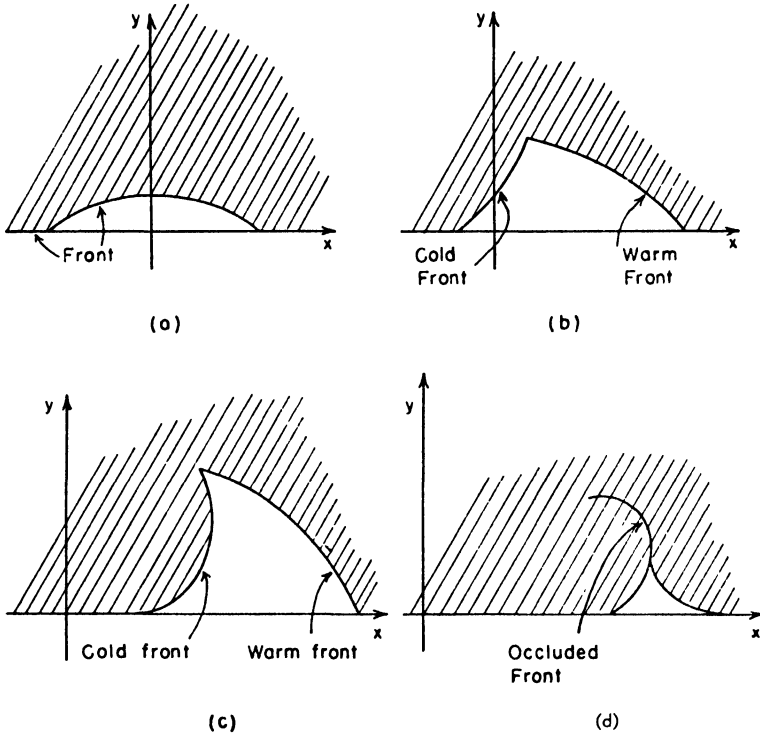 y
x
Front
(a)
y
x
Cold
Front
Warm
Front
(b)
y
x
Cold front
Warm front
(c)
y
x
Occluded
Front
(d)